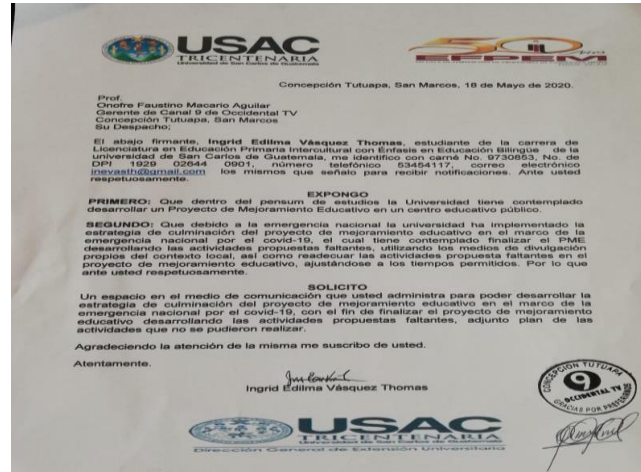 USAC
TRICENTENARIA
Universidad de San Carlos de Guatemala
50 Años
EFPEM
Concepción Tutuapa, San Marcos, 18 de Mayo de 2020.
Prof.
Onofre Faustino Macario Aguilar
Gerente de Canal 9 de Occidental TV
Concepción Tutuapa, San Marcos
Su Despacho;
El abajo firmante, Ingrid Edilma Vásquez Thomas, estudiante de la carrera de
Licenciatura en Educación Primaria Intercultural con Énfasis en Educación Bilingüe de la
universidad de San Carlos de Guatemala, me identifico con carné No. 9730853, No. de
DPI 1929 02644 0901, número telefónico 53454117, correo electrónico
inevasth@gmail.com los mismos que señalo para recibir notificaciones. Ante usted
respetuosamente.
EXPONGO
PRIMERO: Que dentro del pensum de estudios la Universidad tiene contemplado
desarrollar un Proyecto de Mejoramiento Educativo en un centro educativo público.
SEGUNDO: Que debido a la emergencia nacional la universidad ha implementado la
estrategia de culminación del proyecto de mejoramiento educativo en el marco de la
emergencia nacional por el covid-19, el cual tiene contemplado finalizar el PME
desarrollando las actividades propuestas faltantes, utilizando los medios de divulgación
propios del contexto local, así como readecuar las actividades propuesta faltantes en el
proyecto de mejoramiento educativo, ajustándose a los tiempos permitidos. Por lo que
ante usted respetuosamente.
SOLICITO
Un espacio en el medio de comunicación que usted administra para poder desarrollar la
estrategia de culminación del proyecto de mejoramiento educativo en el marco de la
emergencia nacional por el covid-19, con el fin de finalizar el proyecto de mejoramiento
educativo desarrollando las actividades propuestas faltantes, adjunto plan de las
actividades que no se pudieron realizar.
Agradeciendo la atención de la misma me suscribo de usted.
Atentamente.
Ingrid Edilma Vásquez Thomas
CONCEPCIÓN TUTUAPA
9
OCCIDENTAL TV
GRACIAS POR PREFERIRNOS
USAC
TRICENTENARIA
Dirección General de Extensión Universitaria